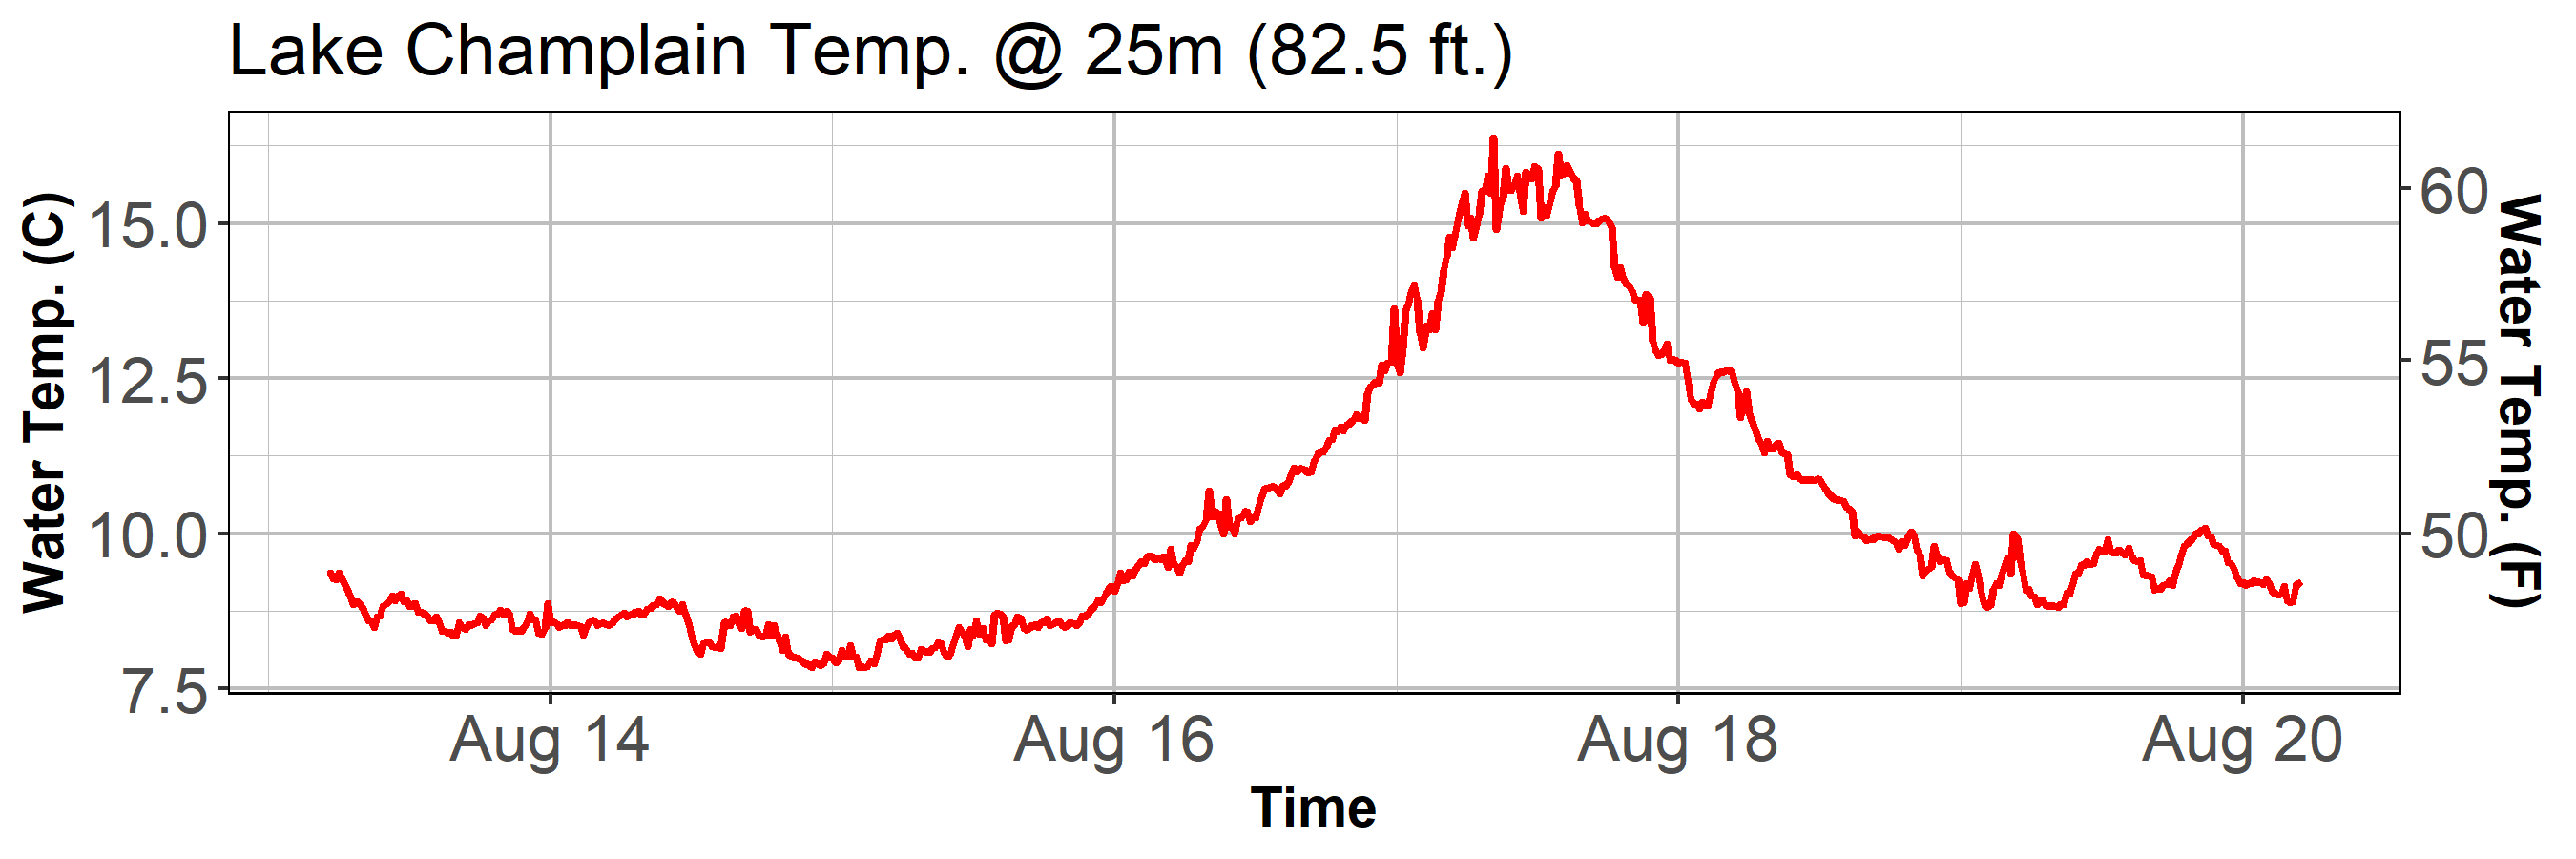 Lake Champlain Temp. @ 25m (82.5 ft.)
Water Temp. (C)
15.0
12.5
10.0
7.5
60
55
50
Water Temp. (F)
Aug 14
Aug 16
Aug 18
Aug 20
Time